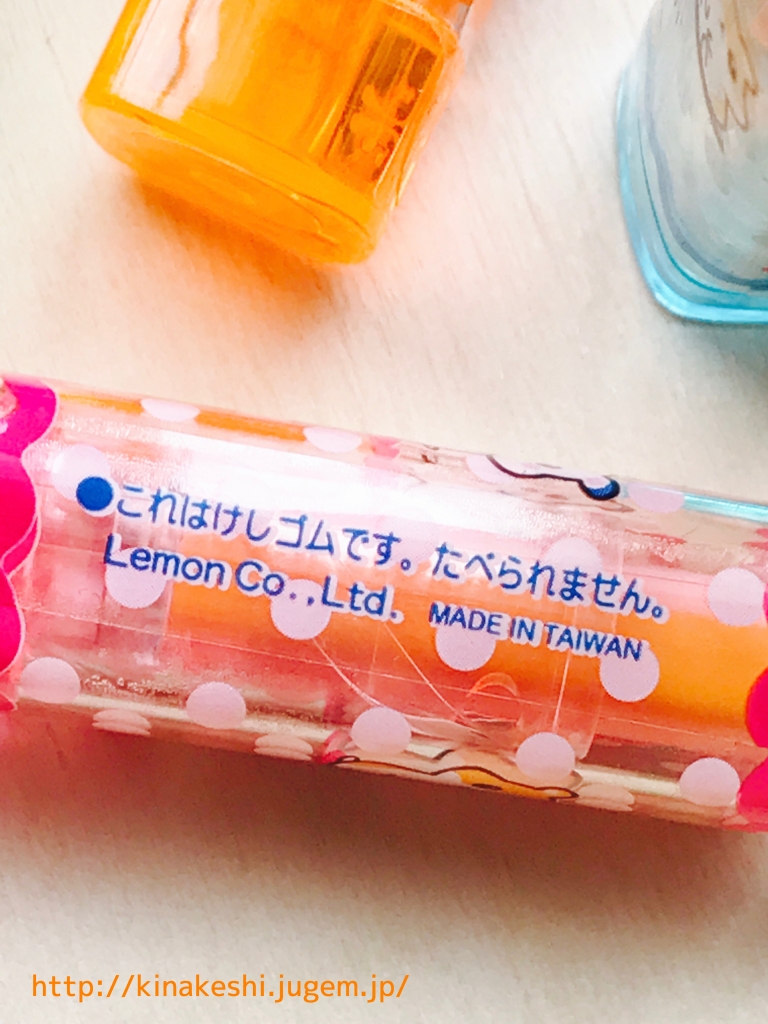 ●これはけしゴムです。たべられません。
Lemon Co.,Ltd. MADE IN TAIWAN
http://kinakeshi.jugem.jp/